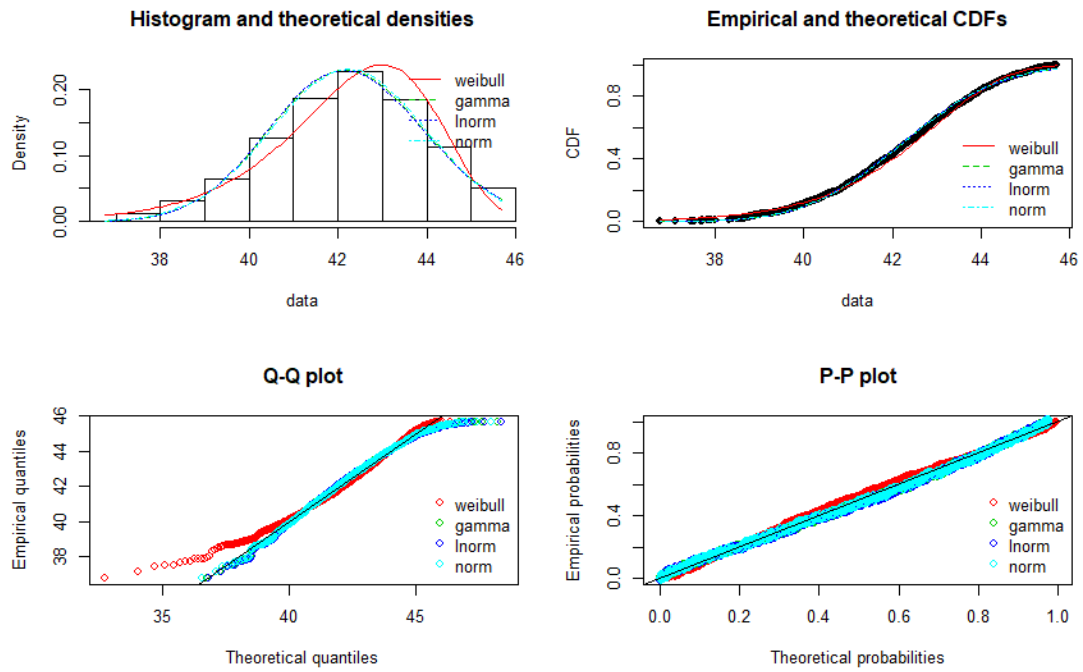 Histogram and theoretical densities
Density
0.00
0.10
0.20
weibull
gamma
lnorm
norm
38 40 42 44 46
data
Empirical and theoretical CDFs
CDF
0.0
0.4
0.8
weibull
gamma
lnorm
norm
38 40 42 44 46
data
Q-Q plot
Empirical quantiles
38
40
42
44
46
weibull
gamma
lnorm
norm
35 40 45
Theoretical quantiles
P-P plot
Empirical probabilities
0.0
0.4
0.8
weibull
gamma
lnorm
norm
0.0 0.2 0.4 0.6 0.8 1.0
Theoretical probabilities